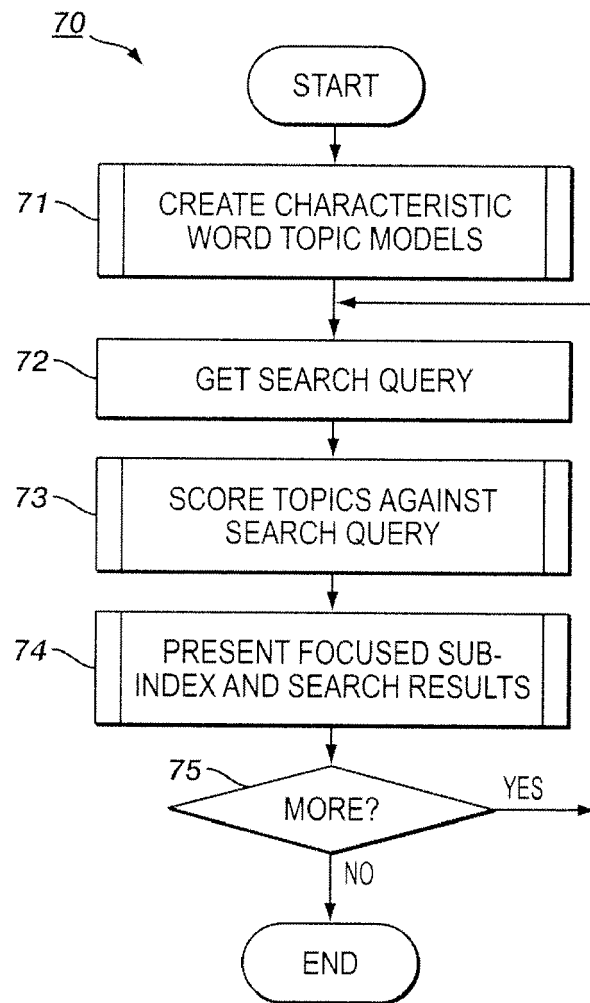 70
START
71
CREATE CHARACTERISTIC
WORD TOPIC MODELS
72
GET SEARCH QUERY
73
SCORE TOPICS AGAINST
SEARCH QUERY
74
PRESENT FOCUSED SUB-
INDEX AND SEARCH RESULTS
75
MORE?
YES
NO
END